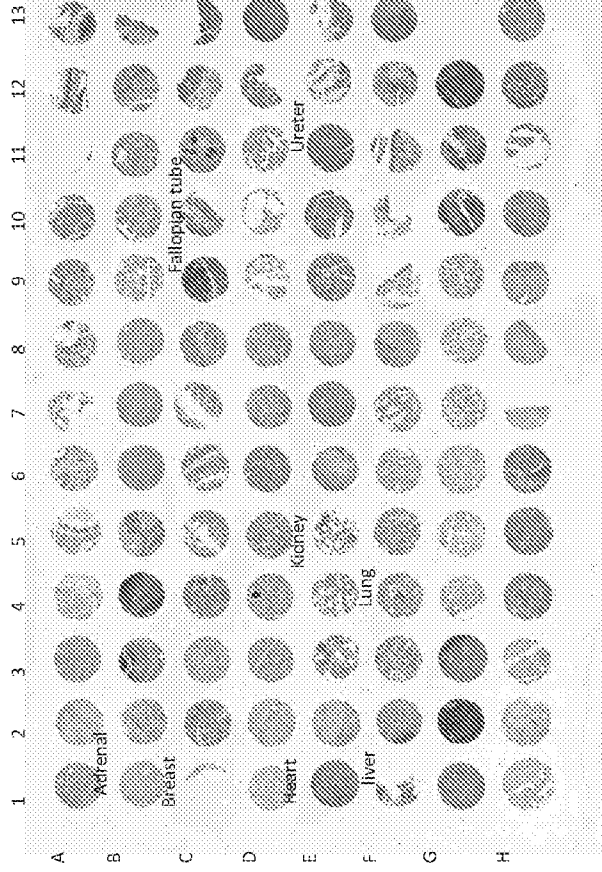 1 2 3 4 5 6 7 8 9 10 11 12 13
A
Adrenal
B
Breast
Fallopian tube
C
D
Heart
Kidney
Ureter
E
liver
Lung
F
G
H